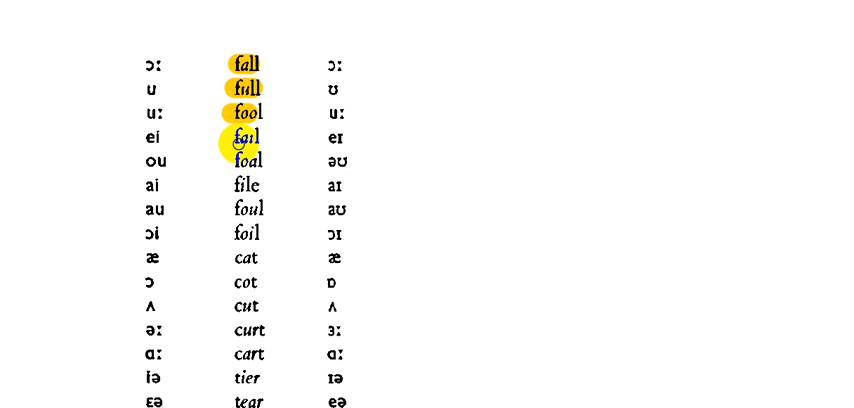 ɔː fall ɔː
u full ʊ
uː fool uː
ei fail eɪ
ou foal əʊ
ai file aɪ
au foul aʊ
ɔi foil ɔɪ
æ cat æ
ɔ cot ɒ
ʌ cut ʌ
əː curt ɜː
ɑː cart ɑː
iə tier ɪə
ɛə tear eə